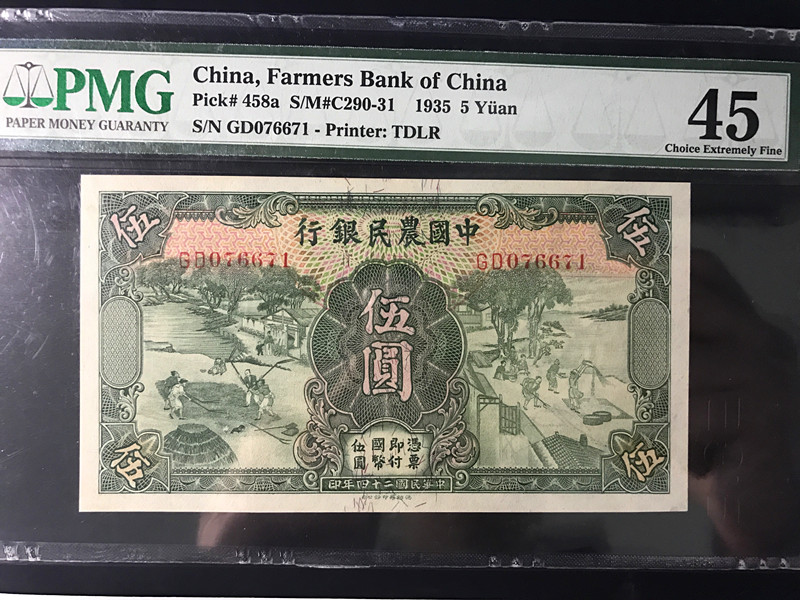 PMG
PAPER MONEY GUARANTY
China, Farmers Bank of China
Pick# 458a S/M#C290-31 1935 5 Yüan
S/N GD076671 - Printer: TDLR
45
Choice Extremely Fine
伍
伍
行銀民農國中
GD076671
GD076671
伍圓
憑票即付國幣伍圓
印年四十二國民華中
伍
伍